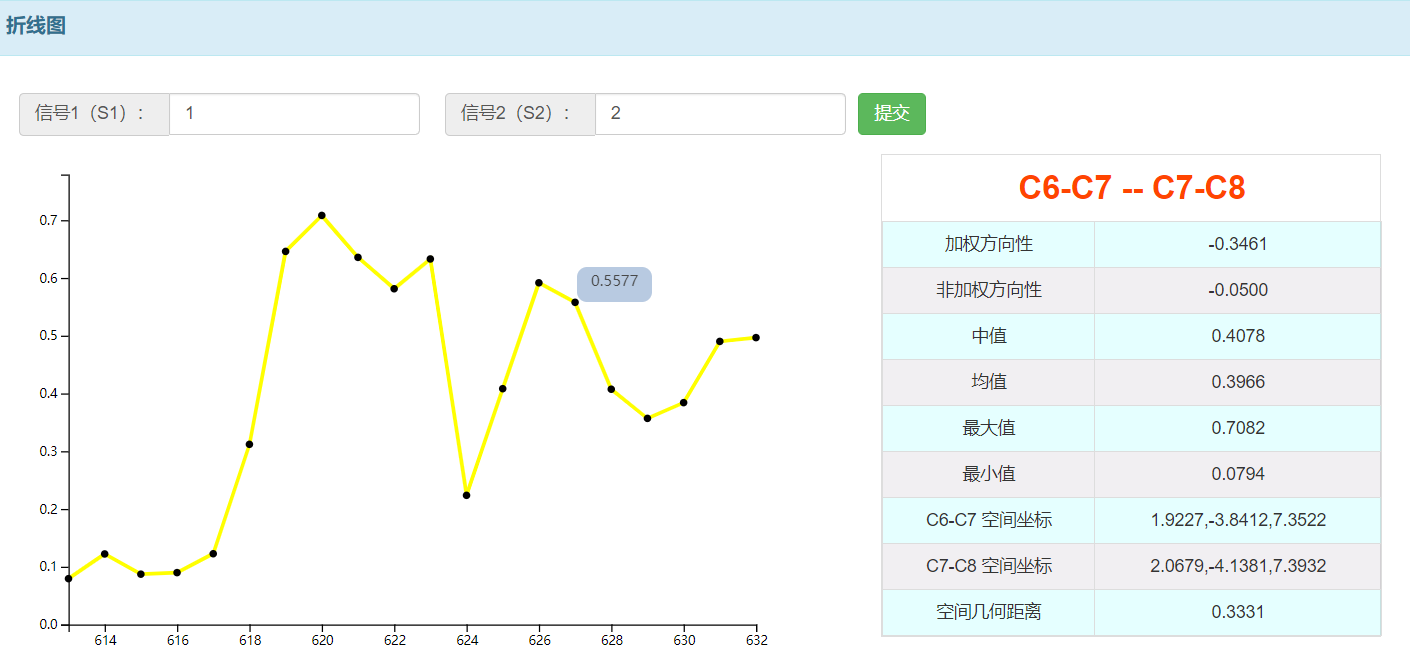 折线图
信号1（S1）： 1 信号2（S2）： 2 提交
0.7
0.6
0.5
0.4
0.3
0.2
0.1
0.0
614 616 618 620 622 624 626 628 630 632
0.5577
C6-C7 -- C7-C8
加权方向性 -0.3461
非加权方向性 -0.0500
中值 0.4078
均值 0.3966
最大值 0.7082
最小值 0.0794
C6-C7 空间坐标 1.9227,-3.8412,7.3522
C7-C8 空间坐标 2.0679,-4.1381,7.3932
空间几何距离 0.3331